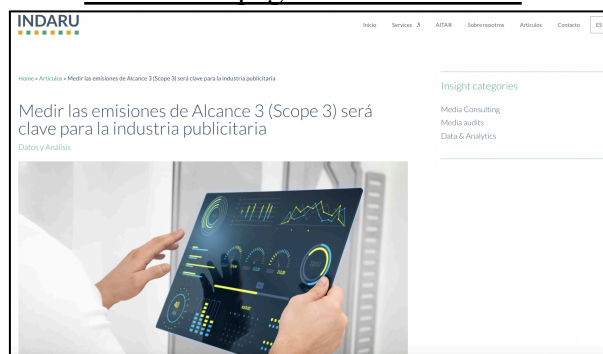 INDARU
Inicio Services 3 AITAR Sobre nosotros Artículos Contacto ES
Home » Artículos » Medir las emisiones de Alcance 3 (Scope 3) será clave para la industria publicitaria
Medir las emisiones de Alcance 3 (Scope 3) será
clave para la industria publicitaria
Datos y Análisis
Insight categories
Media Consulting
Media audits
Data & Analytics